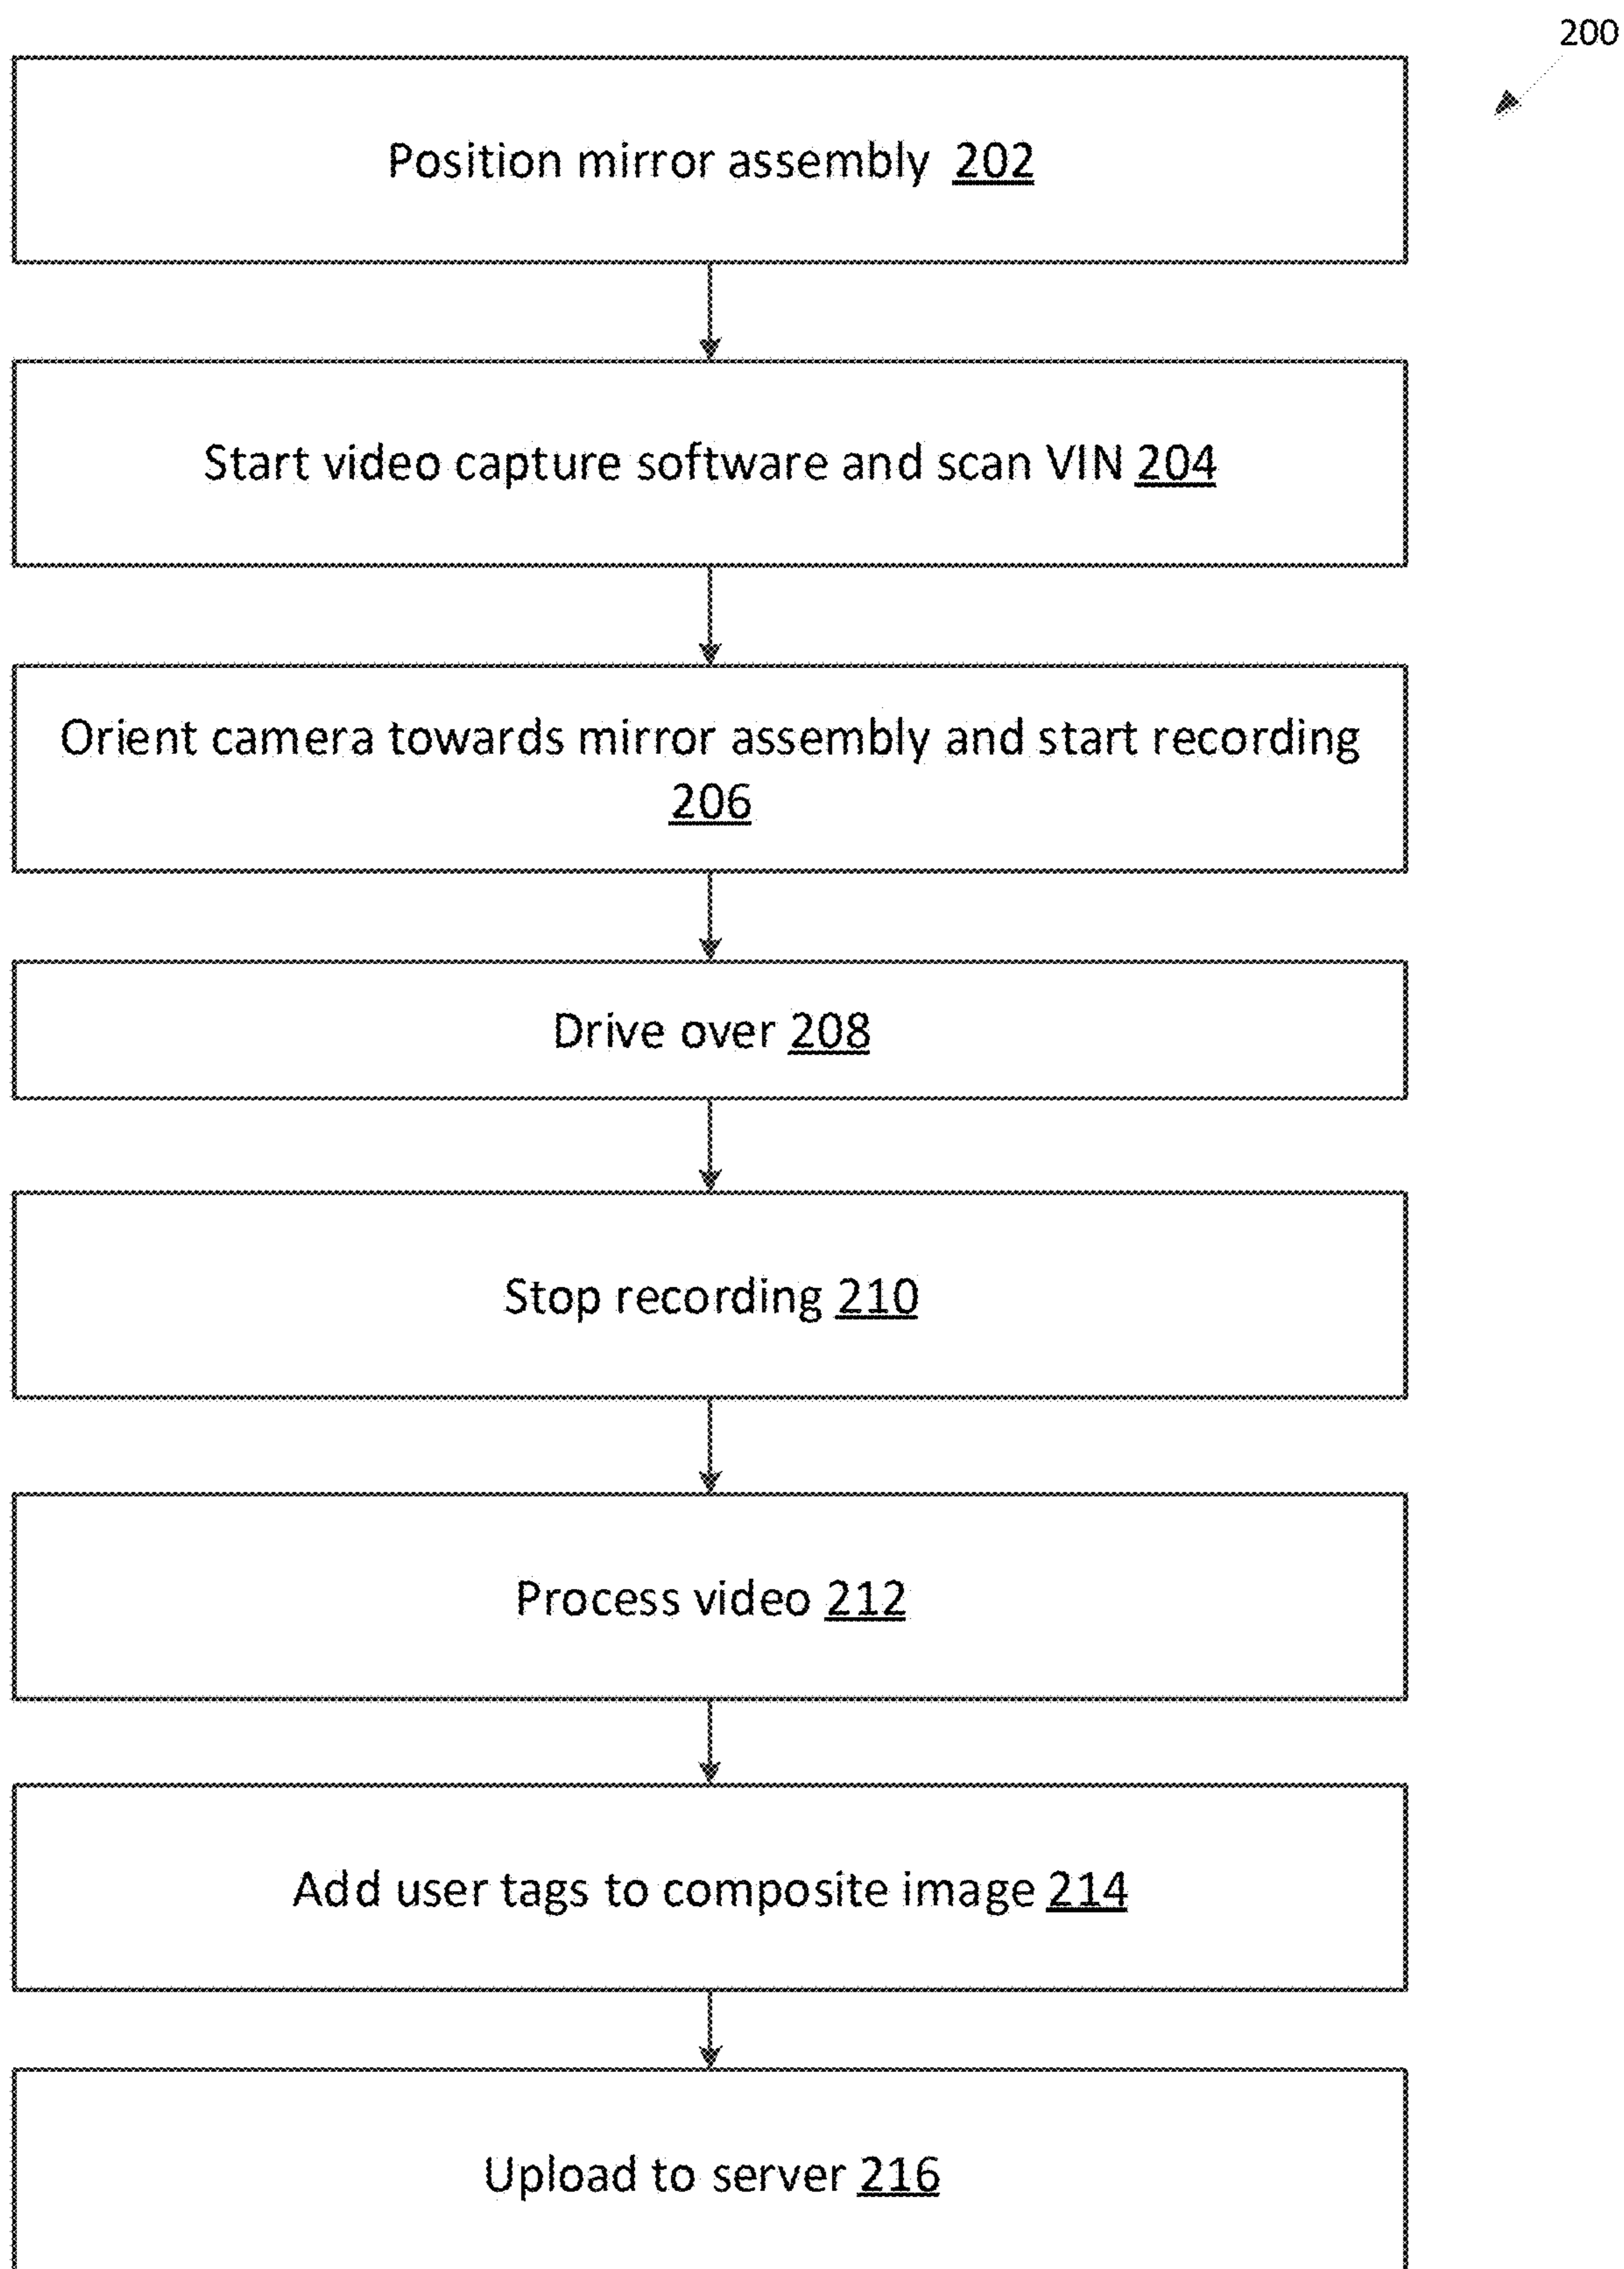 200
Position mirror assembly 202
Start video capture software and scan VIN 204
Orient camera towards mirror assembly and start recording
206
Drive over 208
Stop recording 210
Process video 212
Add user tags to composite image 214
Upload to server 216